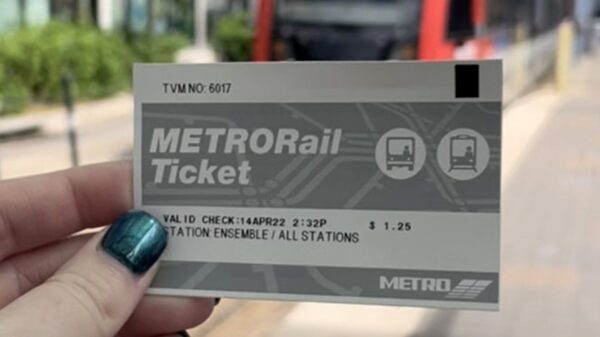 TVM NO: 6017
METRORail
Ticket
VALID CHECK:14APR22 2:32P $ 1.25
STATION: ENSEMBLE / ALL STATIONS
METRO